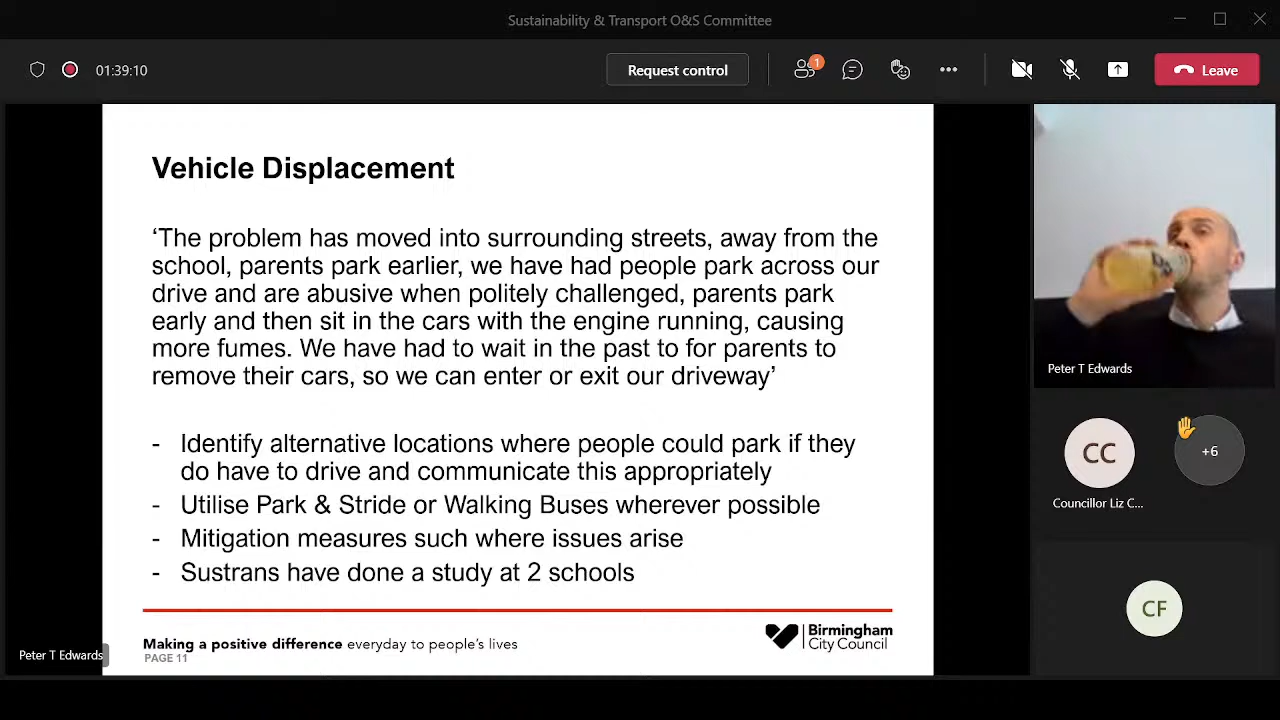 Sustainability & Transport O&S Committee
01:39:10
Request control
1
Leave
Vehicle Displacement
‘The problem has moved into surrounding streets, away from the
school, parents park earlier, we have had people park across our
drive and are abusive when politely challenged, parents park
early and then sit in the cars with the engine running, causing
more fumes. We have had to wait in the past to for parents to
remove their cars, so we can enter or exit our driveway’
- Identify alternative locations where people could park if they
do have to drive and communicate this appropriately
- Utilise Park & Stride or Walking Buses wherever possible
- Mitigation measures such where issues arise
- Sustrans have done a study at 2 schools
Making a positive difference everyday to people's lives
PAGE 11
Birmingham
City Council
Peter T Edwards
Peter T Edwards
CC
+6
Councillor Liz C...
CF